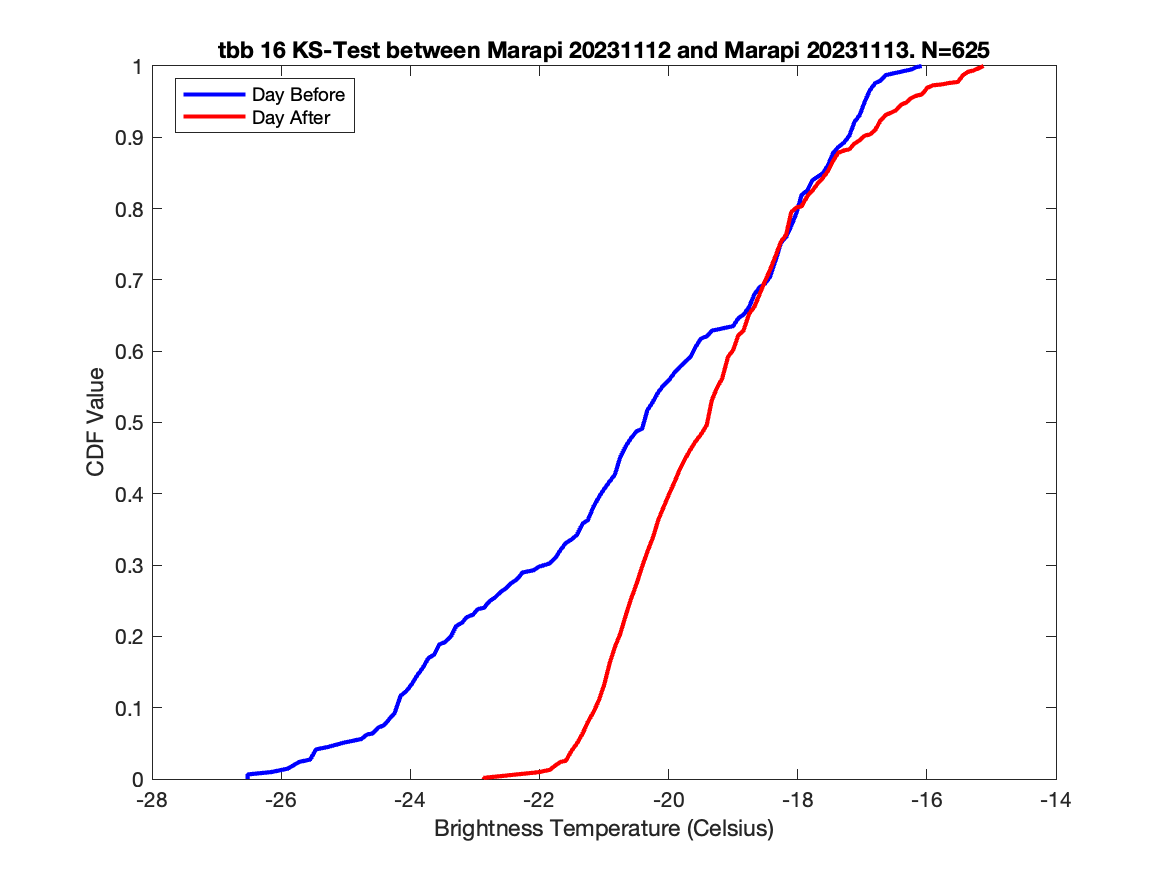 tbb 16 KS-Test between Marapi 20231112 and Marapi 20231113. N=625
Day Before
Day After
1
0.9
0.8
0.7
0.6
0.5
0.4
0.3
0.2
0.1
0
CDF Value
-28 -26 -24 -22 -20 -18 -16 -14
Brightness Temperature (Celsius)